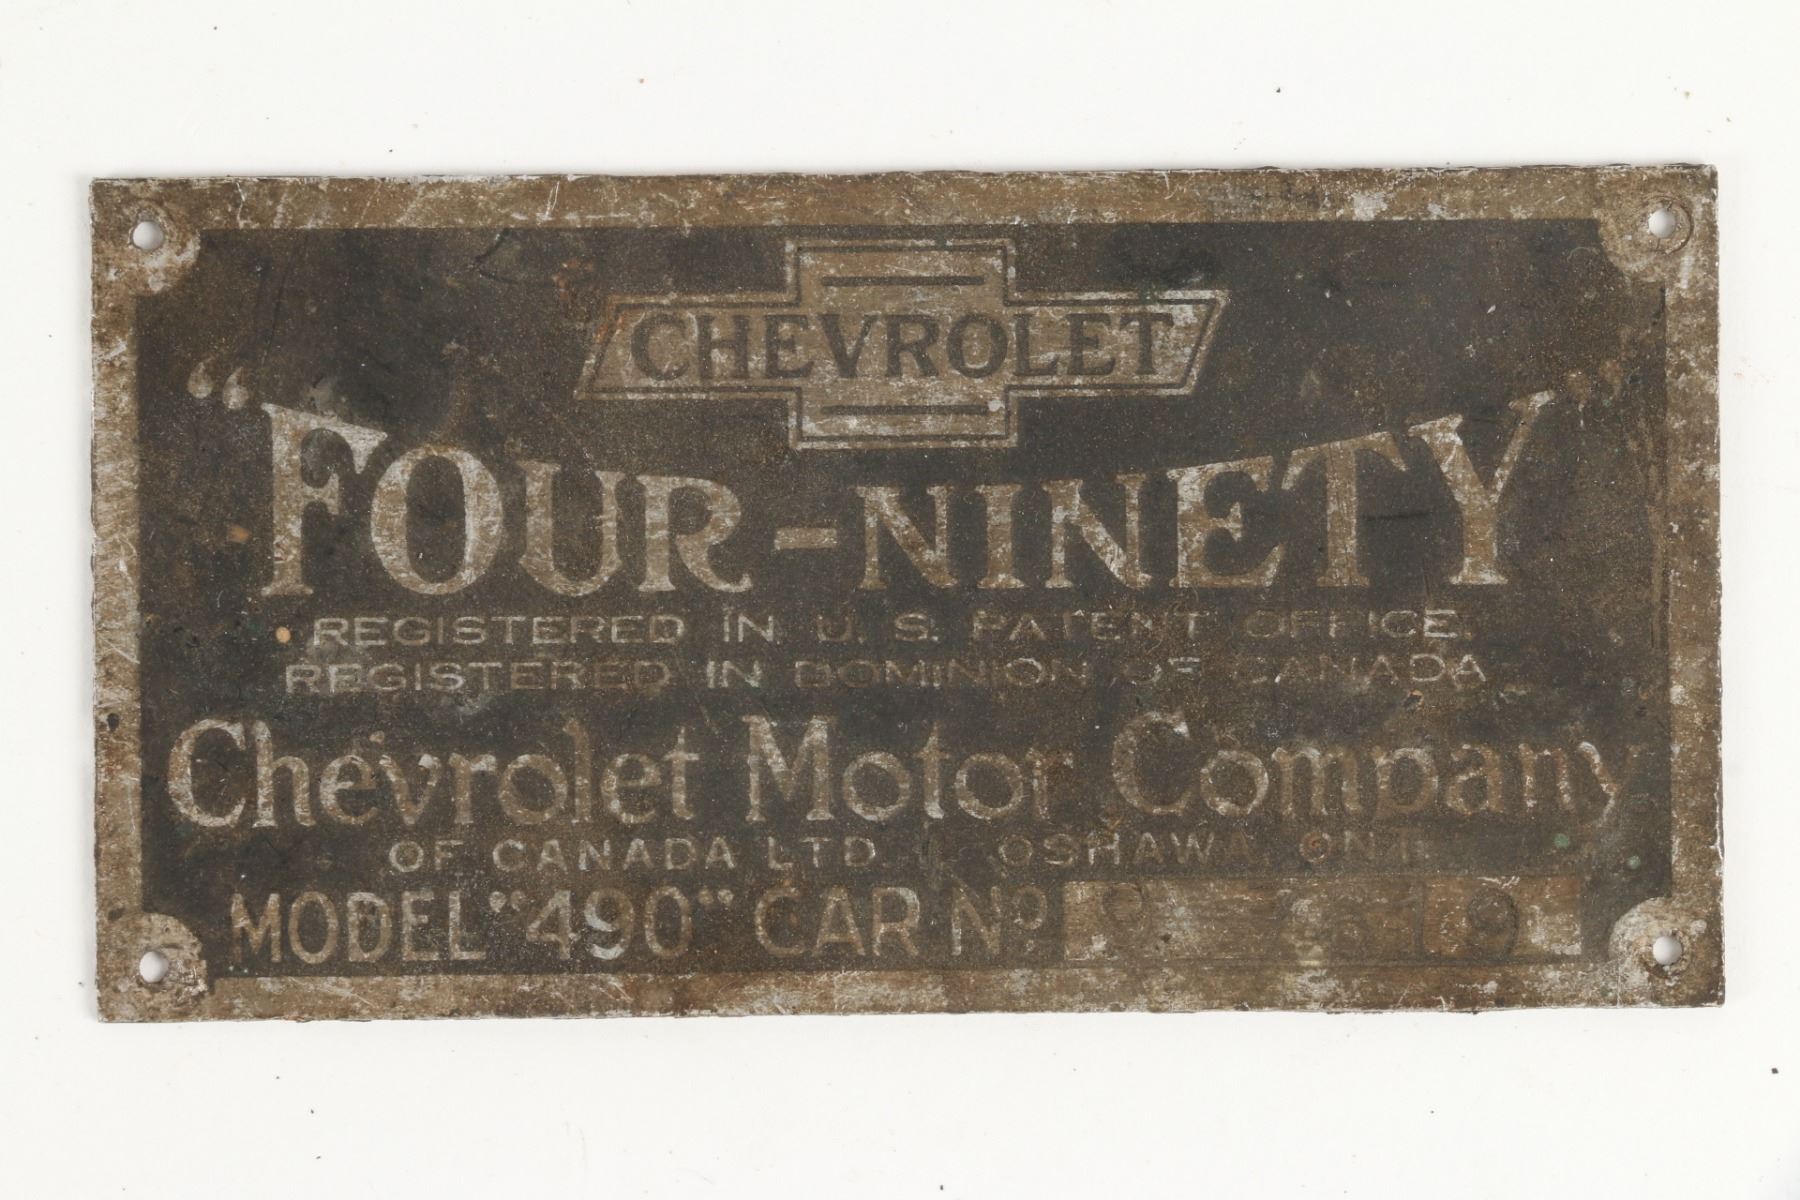 CHEVROLET
"FOUR-NINETY
REGISTERED IN U. S. PATENT OFFICE.
REGISTERED IN DOMINION OF CANADA
Chevrolet Motor Company
OF CANADA LTD. OSHAWA, ONT.
MODEL "490" CAR No